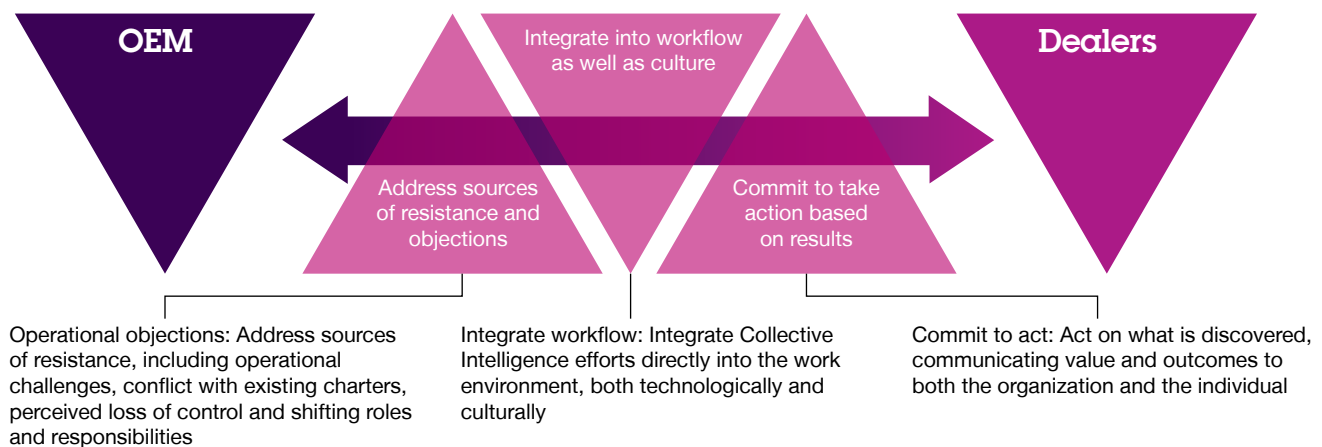 OEM
Integrate into workflow
as well as culture
Dealers
Address sources
of resistance and
objections
Commit to take
action based
on results
Operational objections: Address sources
of resistance, including operational
challenges, conflict with existing charters,
perceived loss of control and shifting roles
and responsibilities
Integrate workflow: Integrate Collective
Intelligence efforts directly into the work
environment, both technologically and
culturally
Commit to act: Act on what is discovered,
communicating value and outcomes to
both the organization and the individual